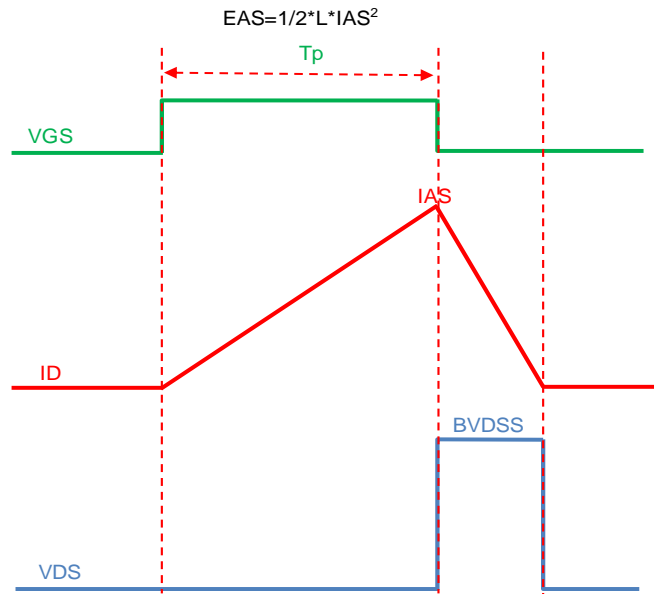 EAS=1/2*L*IAS²
Tp
VGS
IAS
ID
BVDSS
VDS